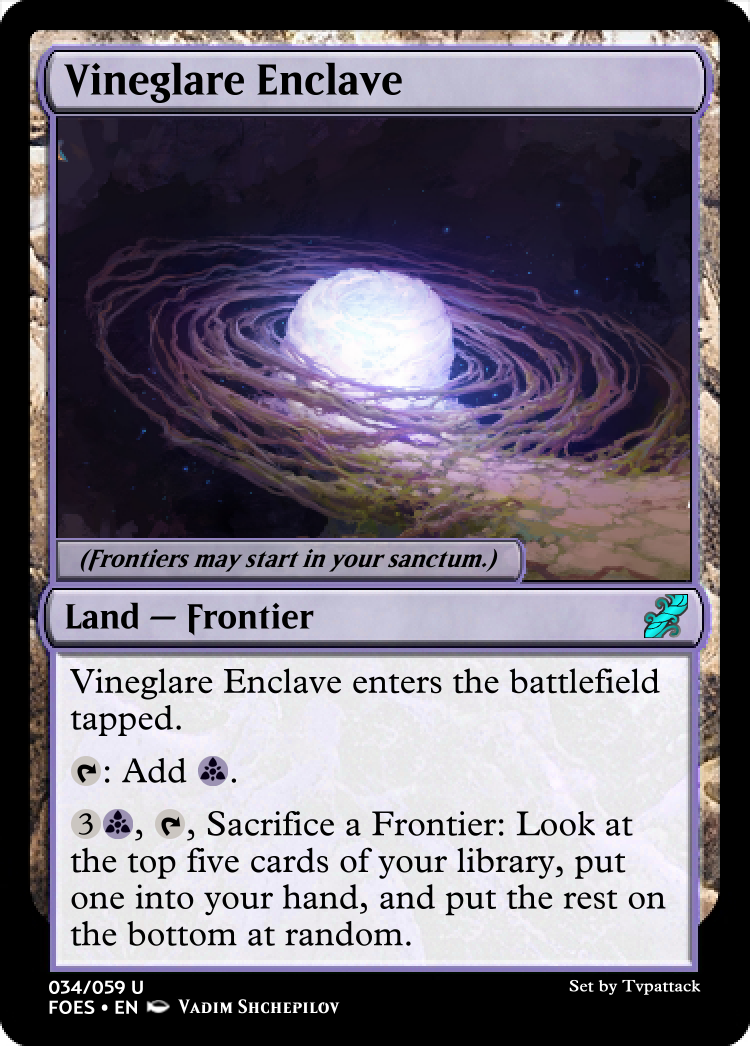 Vineglare Enclave
(Frontiers may start in your sanctum.)
Land — Frontier
Vineglare Enclave enters the battlefield
tapped.
: Add .
3, , Sacrifice a Frontier: Look at
the top five cards of your library, put
one into your hand, and put the rest on
the bottom at random.
034/059 U
Set by Tvpattack
FOES • EN Vadim Shchepilov